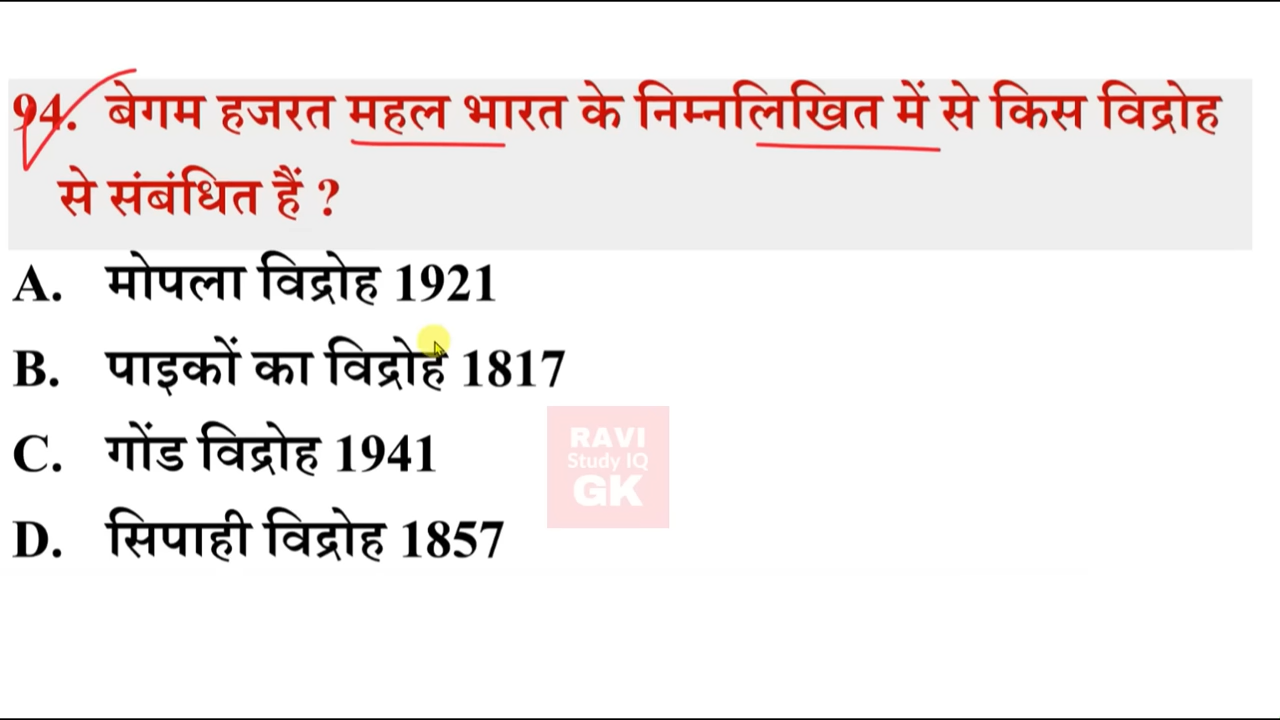 94. बेगम हजरत महल भारत के निम्नलिखित में से किस विद्रोह
से संबंधित हैं ?
A. मोपला विद्रोह 1921
B. पाइकों का विद्रोह 1817
C. गोंड विद्रोह 1941
D. सिपाही विद्रोह 1857
RAVI
Study IQ
GK